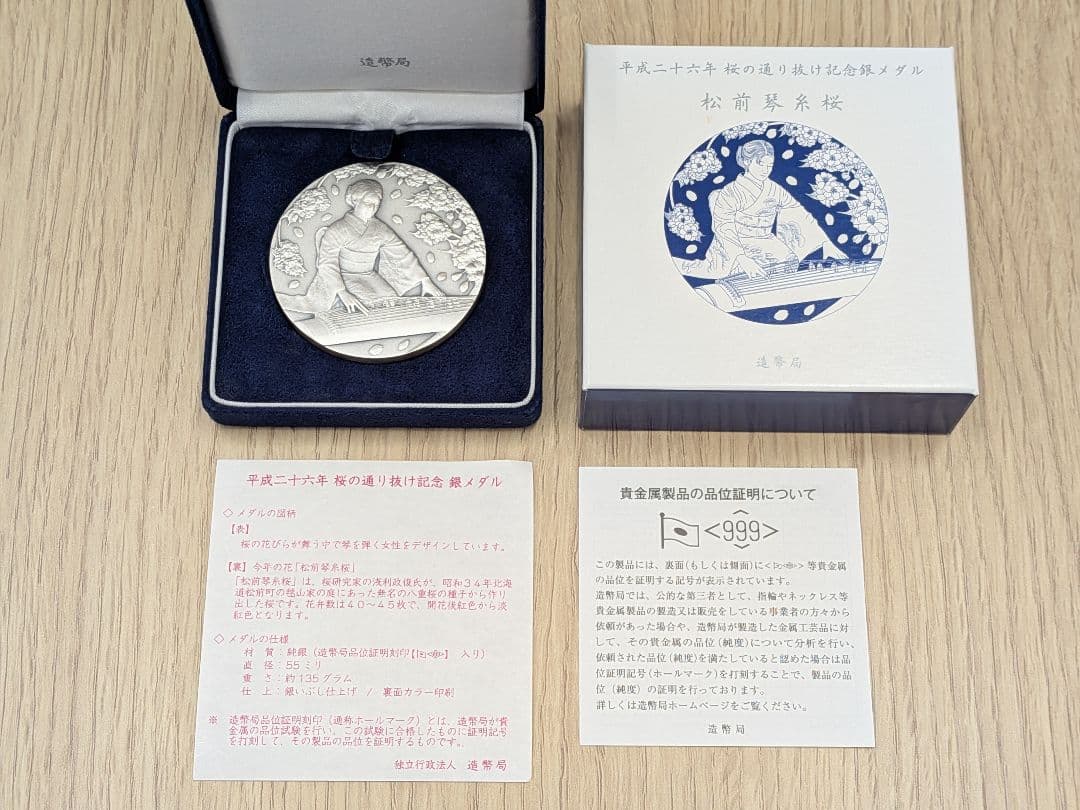 造幣局
平成二十六年 桜の通り抜け記念銀メダル
松前琴糸桜
造幣局
平成二十六年 桜の通り抜け記念 銀メダル
◇ メダルの図柄
【表】
桜の花びらが舞う中で琴を弾く女性をデザインしています。
【裏】今年の花「松前琴糸桜」
「松前琴糸桜」は、桜研究家の浅利政俊氏が、昭和34年北海
道松前町の毬山家の庭にあった無名の八重桜の種子から作り
出した桜です。花弁数は40〜45枚で、開花後紅色から淡
紅色となります。
◇ メダルの仕様
材 質:純銀(造幣局品位証明刻印【 】 入り)
直 径:55ミリ
重 さ:約135グラム
仕 上:銀いぶし仕上げ / 裏面カラー印刷
※ 造幣局品位証明刻印(通称ホールマーク)とは、造幣局が貴
金属の品位試験を行い、この試験に合格したものに証明記号
を打刻して、その製品の品位を証明するものです。
独立行政法人 造幣局
貴金属製品の品位証明について
<999>
この製品には、裏面(もしくは側面)に< >等貴金属
の品位を証明する記号が表示されています。
造幣局では、公的な第三者として、指輪やネックレス等
貴金属製品の製造又は販売をしている事業者の方々から
依頼があった場合や、造幣局が製造した金属工芸品に対
して、その貴金属の品位(純度)について分析を行い、
依頼された品位(純度)を満たしていると認めた場合は品
位証明記号(ホールマーク)を打刻することで、製品の品
位(純度)の証明を行っております。
詳しくは造幣局ホームページをご覧ください。
造幣局